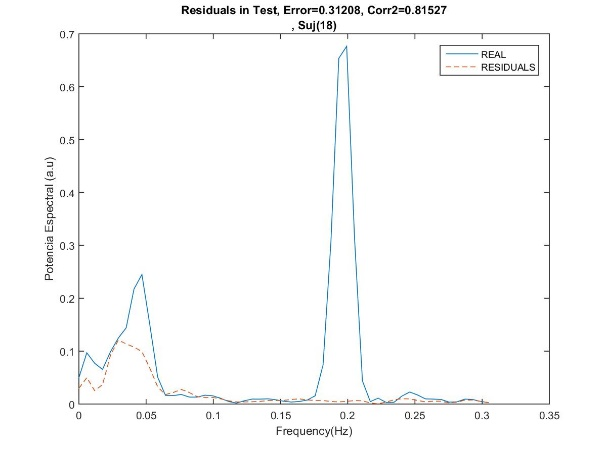 Residuals in Test, Error=0.31208, Corr2=0.81527
, Suj(18)
0.7
0.6
0.5
0.4
0.3
0.2
0.1
0
Potencia Espectral (a.u)
REAL
RESIDUALS
0 0.05 0.1 0.15 0.2 0.25 0.3 0.35
Frequency(Hz)